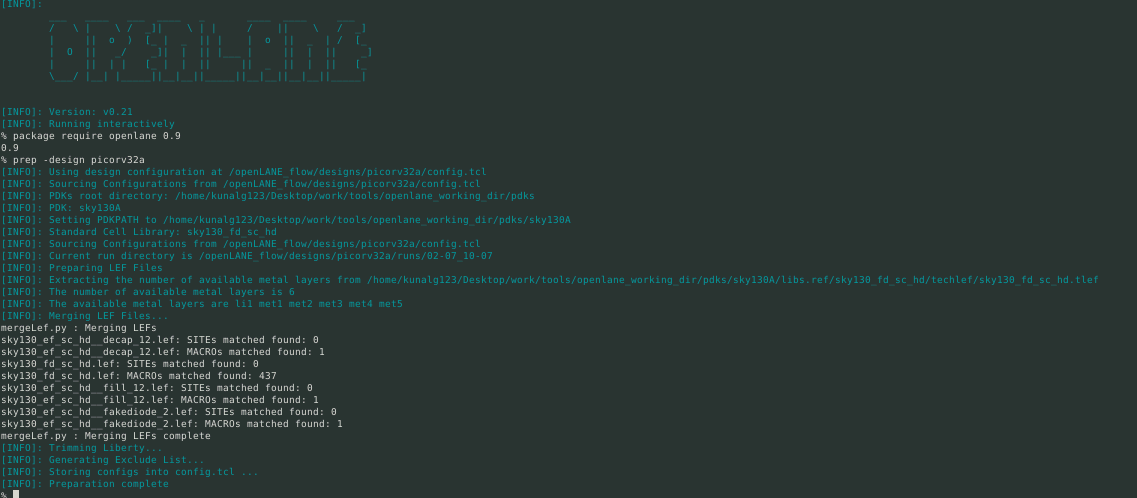 [INFO]:
[INFO]: Version: v0.21
[INFO]: Running interactively
% package require openlane 0.9
0.9
% prep -design picorv32a
[INFO]: Using design configuration at /openLANE_flow/designs/picorv32a/config.tcl
[INFO]: Sourcing Configurations from /openLANE_flow/designs/picorv32a/config.tcl
[INFO]: PDKs root directory: /home/kunalg123/Desktop/work/tools/openlane_working_dir/pdks
[INFO]: PDK: sky130A
[INFO]: Setting PDKPATH to /home/kunalg123/Desktop/work/tools/openlane_working_dir/pdks/sky130A
[INFO]: Standard Cell Library: sky130_fd_sc_hd
[INFO]: Sourcing Configurations from /openLANE_flow/designs/picorv32a/config.tcl
[INFO]: Current run directory is /openLANE_flow/designs/picorv32a/runs/02-07_10-07
[INFO]: Preparing LEF Files
[INFO]: Extracting the number of available metal layers from /home/kunalg123/Desktop/work/tools/openlane_working_dir/pdks/sky130A/libs.ref/sky130_fd_sc_hd/techlef/sky130_fd_sc_hd.tlef
[INFO]: The number of available metal layers is 6
[INFO]: The available metal layers are li1 met1 met2 met3 met4 met5
[INFO]: Merging LEF Files...
mergeLef.py : Merging LEFs
sky130_ef_sc_hd__decap_12.lef: SITEs matched found: 0
sky130_ef_sc_hd__decap_12.lef: MACROs matched found: 1
sky130_fd_sc_hd.lef: SITEs matched found: 0
sky130_fd_sc_hd.lef: MACROs matched found: 437
sky130_ef_sc_hd__fill_12.lef: SITEs matched found: 0
sky130_ef_sc_hd__fill_12.lef: MACROs matched found: 1
sky130_ef_sc_hd__fakediode_2.lef: SITEs matched found: 0
sky130_ef_sc_hd__fakediode_2.lef: MACROs matched found: 1
mergeLef.py : Merging LEFs complete
[INFO]: Trimming Liberty...
[INFO]: Generating Exclude List...
[INFO]: Storing configs into config.tcl ...
[INFO]: Preparation complete
%